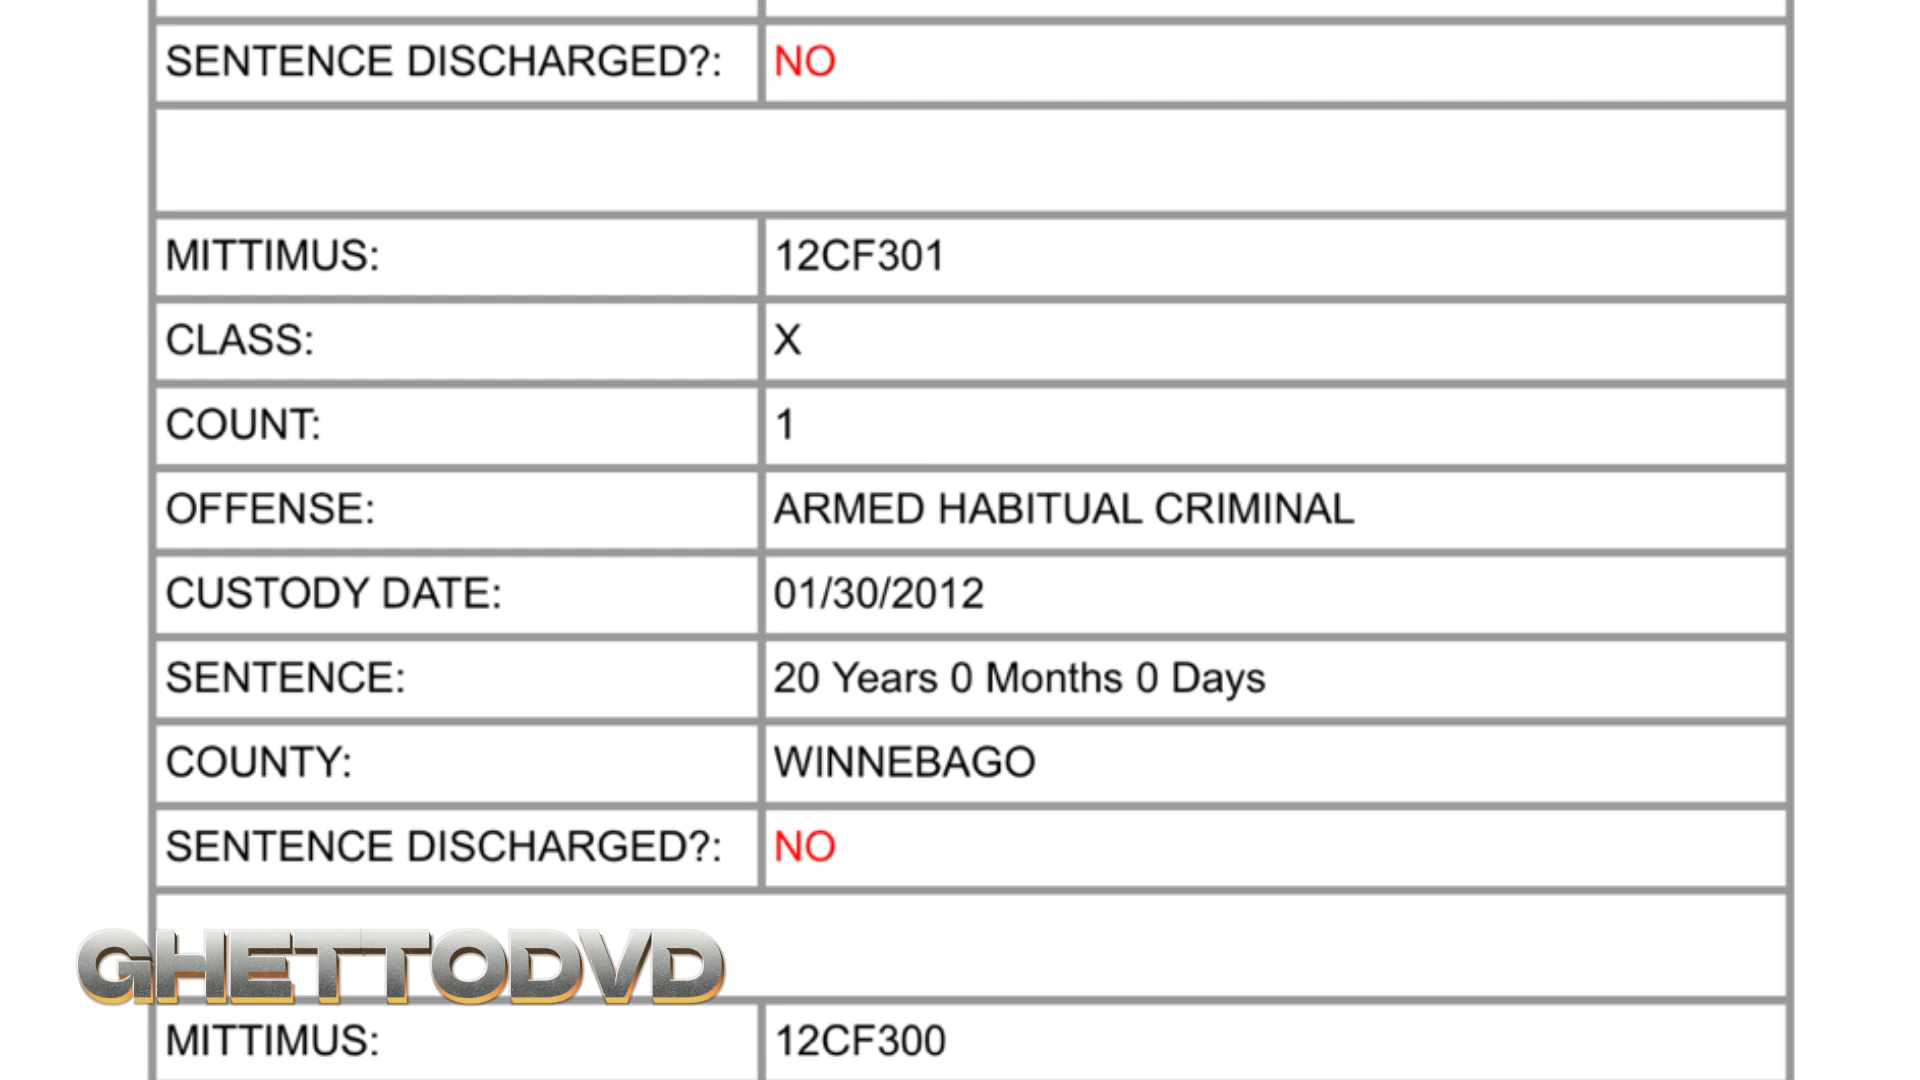 SENTENCE DISCHARGED?: NO
MITTIMUS: 12CF301
CLASS: X
COUNT: 1
OFFENSE: ARMED HABITUAL CRIMINAL
CUSTODY DATE: 01/30/2012
SENTENCE: 20 Years 0 Months 0 Days
COUNTY: WINNEBAGO
SENTENCE DISCHARGED?: NO
GHETTODVD
MITTIMUS: 12CF300